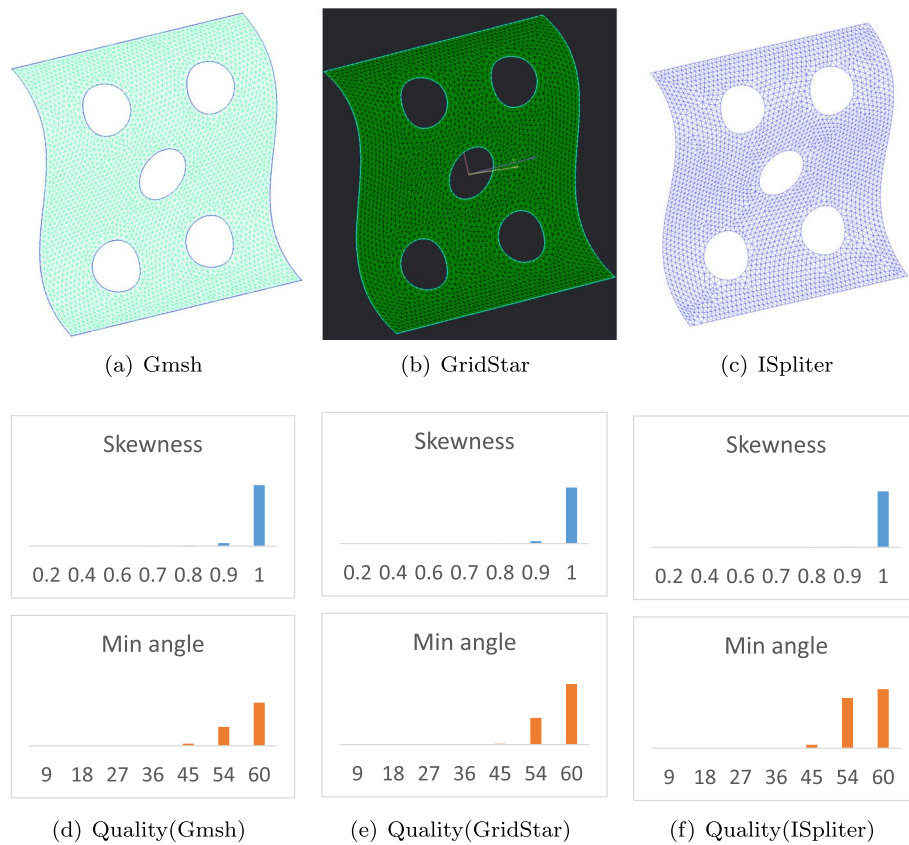 (a) Gmsh
(b) GridStar
(c) ISpliter
Skewness
0.2 0.4 0.6 0.7 0.8 0.9 1
Skewness
0.2 0.4 0.6 0.7 0.8 0.9 1
Skewness
0.2 0.4 0.6 0.7 0.8 0.9 1
Min angle
9 18 27 36 45 54 60
Min angle
9 18 27 36 45 54 60
Min angle
9 18 27 36 45 54 60
(d) Quality(Gmsh)
(e) Quality(GridStar)
(f) Quality(ISpliter)